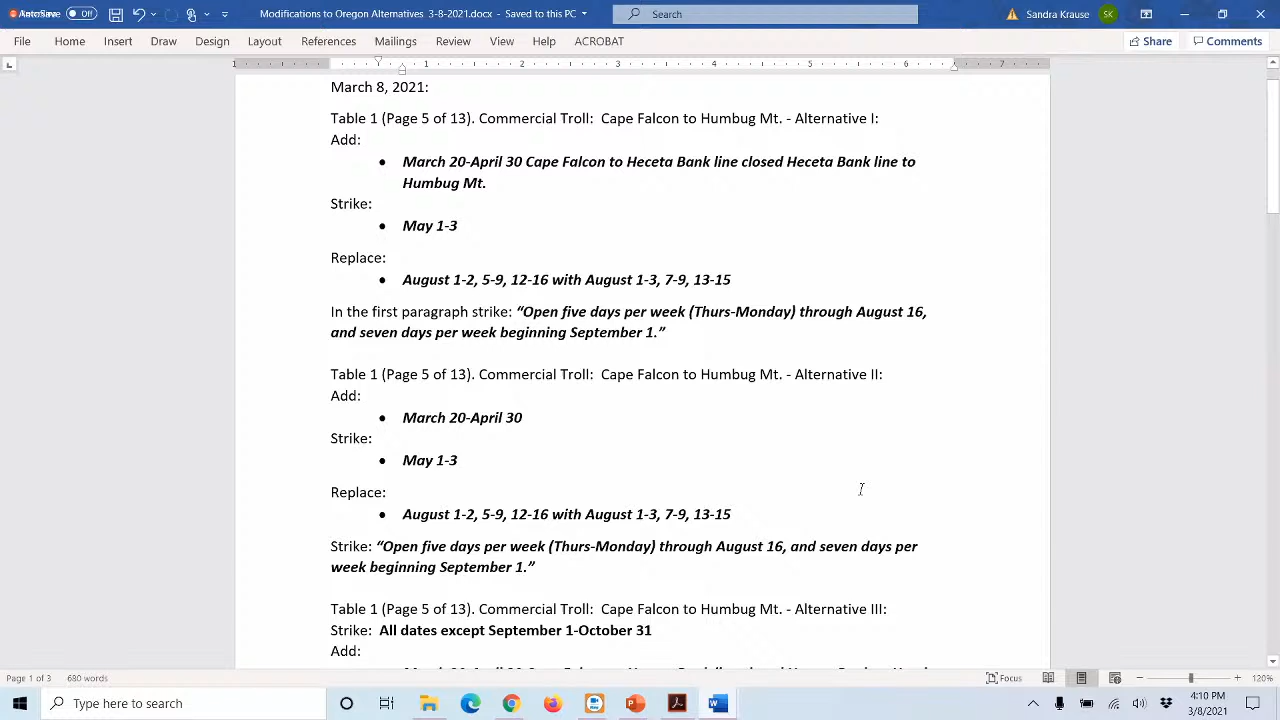 AutoSave Off Modifications to Oregon Alternatives 3-8-2021.docx - Saved to this PC Search Sandra Krause SK
File Home Insert Draw Design Layout References Mailings Review View Help ACROBAT Share Comments
1 2 3 4 5 6 7
March 8, 2021:
Table 1 (Page 5 of 13). Commercial Troll: Cape Falcon to Humbug Mt. - Alternative I:
Add:
• March 20-April 30 Cape Falcon to Heceta Bank line closed Heceta Bank line to
Humbug Mt.
Strike:
• May 1-3
Replace:
• August 1-2, 5-9, 12-16 with August 1-3, 7-9, 13-15
In the first paragraph strike: “Open five days per week (Thurs-Monday) through August 16,
and seven days per week beginning September 1.”
Table 1 (Page 5 of 13). Commercial Troll: Cape Falcon to Humbug Mt. - Alternative II:
Add:
• March 20-April 30
Strike:
• May 1-3
Replace:
• August 1-2, 5-9, 12-16 with August 1-3, 7-9, 13-15
Strike: “Open five days per week (Thurs-Monday) through August 16, and seven days per
week beginning September 1.”
Table 1 (Page 5 of 13). Commercial Troll: Cape Falcon to Humbug Mt. - Alternative III:
Strike: All dates except September 1-October 31
Add:
Page 1 of 3 680 words Focus 120%
Type here to search 4:10 PM
3/8/2021